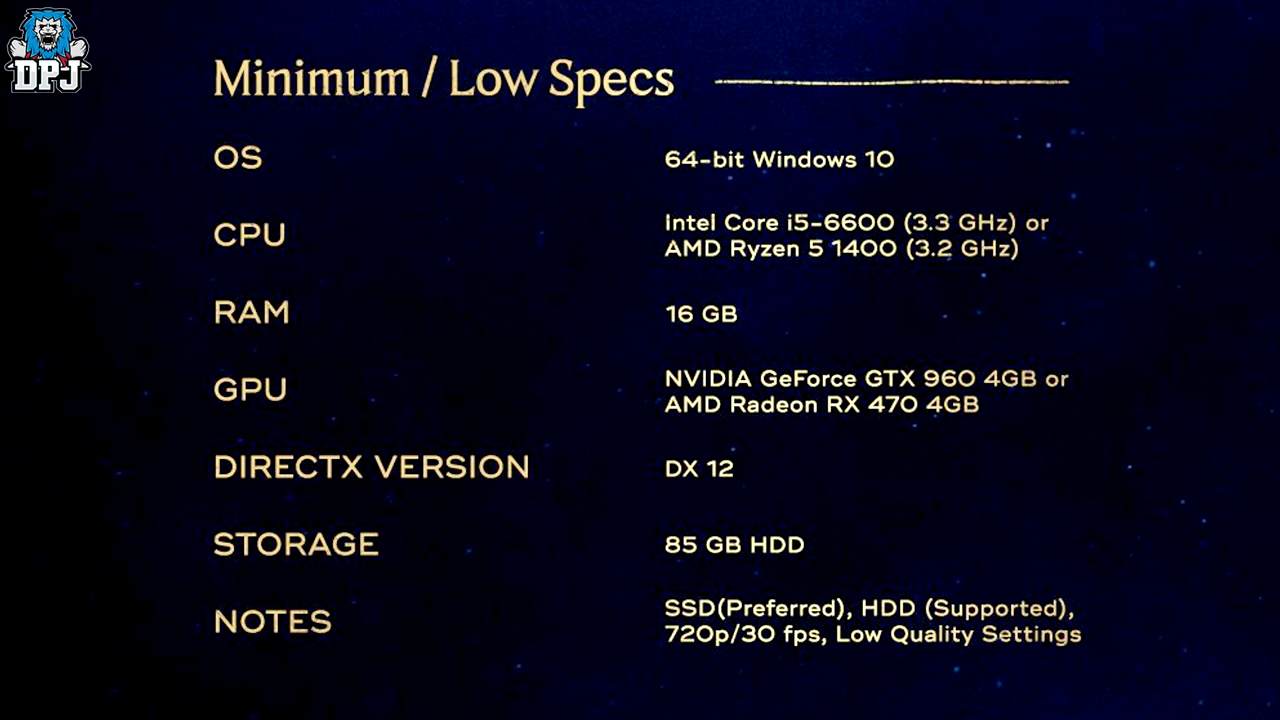 DPJ
Minimum / Low Specs
OS
64-bit Windows 10
CPU
Intel Core i5-6600 (3.3 GHz) or
AMD Ryzen 5 1400 (3.2 GHz)
RAM
16 GB
GPU
NVIDIA GeForce GTX 960 4GB or
AMD Radeon RX 470 4GB
DIRECTX VERSION
DX 12
STORAGE
85 GB HDD
NOTES
SSD(Preferred), HDD (Supported),
720p/30 fps, Low Quality Settings